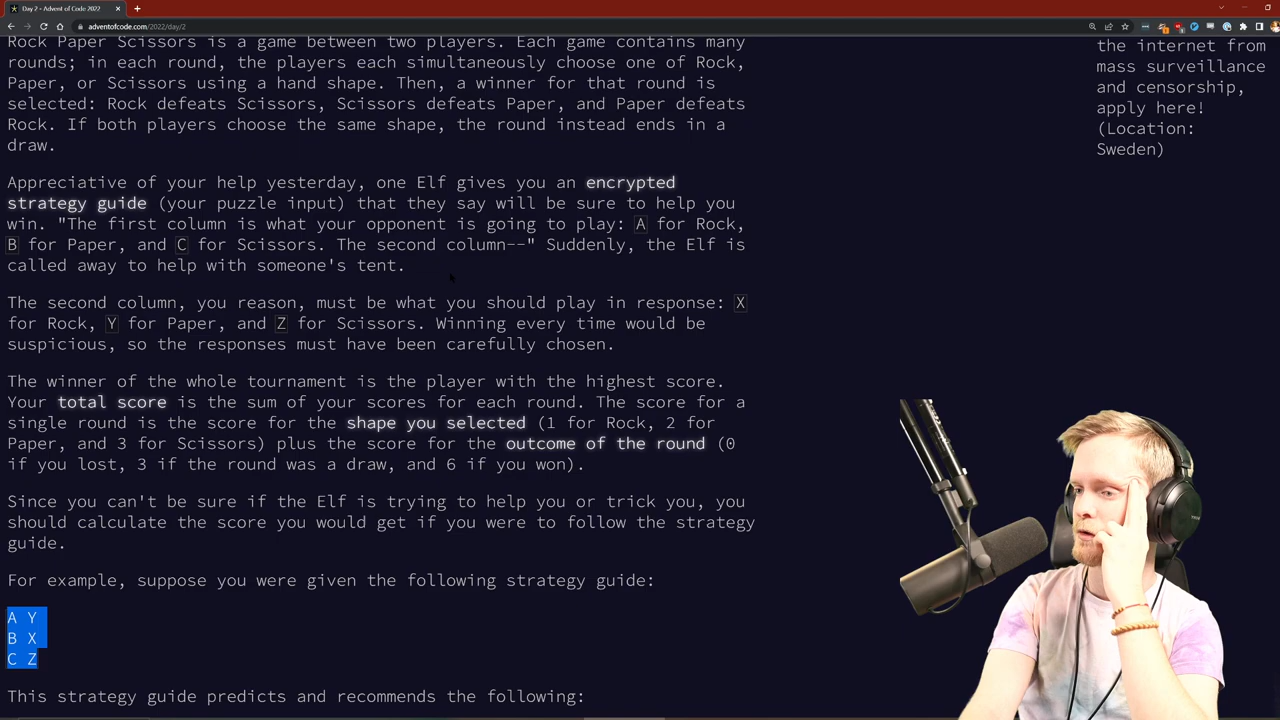 Day 2 - Advent of Code 2022
adventofcode.com/2022/day/2
Rock Paper Scissors is a game between two players. Each game contains many
rounds; in each round, the players each simultaneously choose one of Rock,
Paper, or Scissors using a hand shape. Then, a winner for that round is
selected: Rock defeats Scissors, Scissors defeats Paper, and Paper defeats
Rock. If both players choose the same shape, the round instead ends in a
draw.
Appreciative of your help yesterday, one Elf gives you an encrypted
strategy guide (your puzzle input) that they say will be sure to help you
win. "The first column is what your opponent is going to play: A for Rock,
B for Paper, and C for Scissors. The second column--" Suddenly, the Elf is
called away to help with someone's tent.
The second column, you reason, must be what you should play in response: X
for Rock, Y for Paper, and Z for Scissors. Winning every time would be
suspicious, so the responses must have been carefully chosen.
The winner of the whole tournament is the player with the highest score.
Your total score is the sum of your scores for each round. The score for a
single round is the score for the shape you selected (1 for Rock, 2 for
Paper, and 3 for Scissors) plus the score for the outcome of the round (0
if you lost, 3 if the round was a draw, and 6 if you won).
Since you can't be sure if the Elf is trying to help you or trick you, you
should calculate the score you would get if you were to follow the strategy
guide.
For example, suppose you were given the following strategy guide:
A Y
B X
C Z
This strategy guide predicts and recommends the following:
the internet from
mass surveillance
and censorship,
apply here!
(Location:
Sweden)